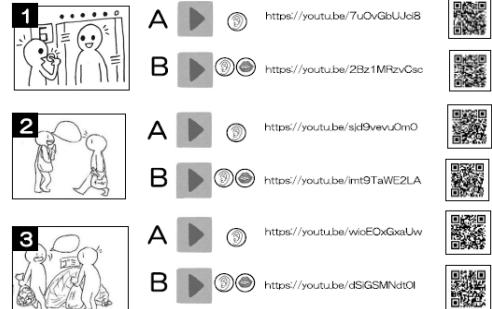 1
A
https://youtu.be/7uOvGbUJci8
B
https://youtu.be/2Bz1MRzvCsc
2
A
https://youtu.be/sjd9vevu0m0
B
https://youtu.be/imt9TaWE2LA
3
A
https://youtu.be/wioEOxGxaUw
B
https://youtu.be/dSiGSMNdt0I